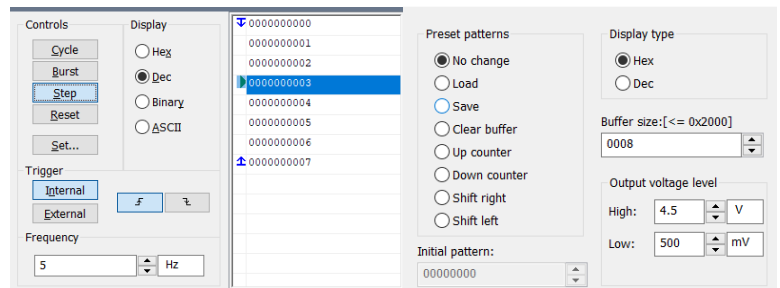 Controls
Cycle
Burst
Step
Reset
Set...
Display
Hex
Dec
Binary
ASCII
Trigger
Internal
External
Frequency
5 Hz
0000000000
0000000001
0000000002
0000000003
0000000004
0000000005
0000000006
0000000007
Preset patterns
No change
Load
Save
Clear buffer
Up counter
Down counter
Shift right
Shift left
Initial pattern:
00000000
Display type
Hex
Dec
Buffer size:[<= 0x2000]
0008
Output voltage level
High: 4.5 V
Low: 500 mV